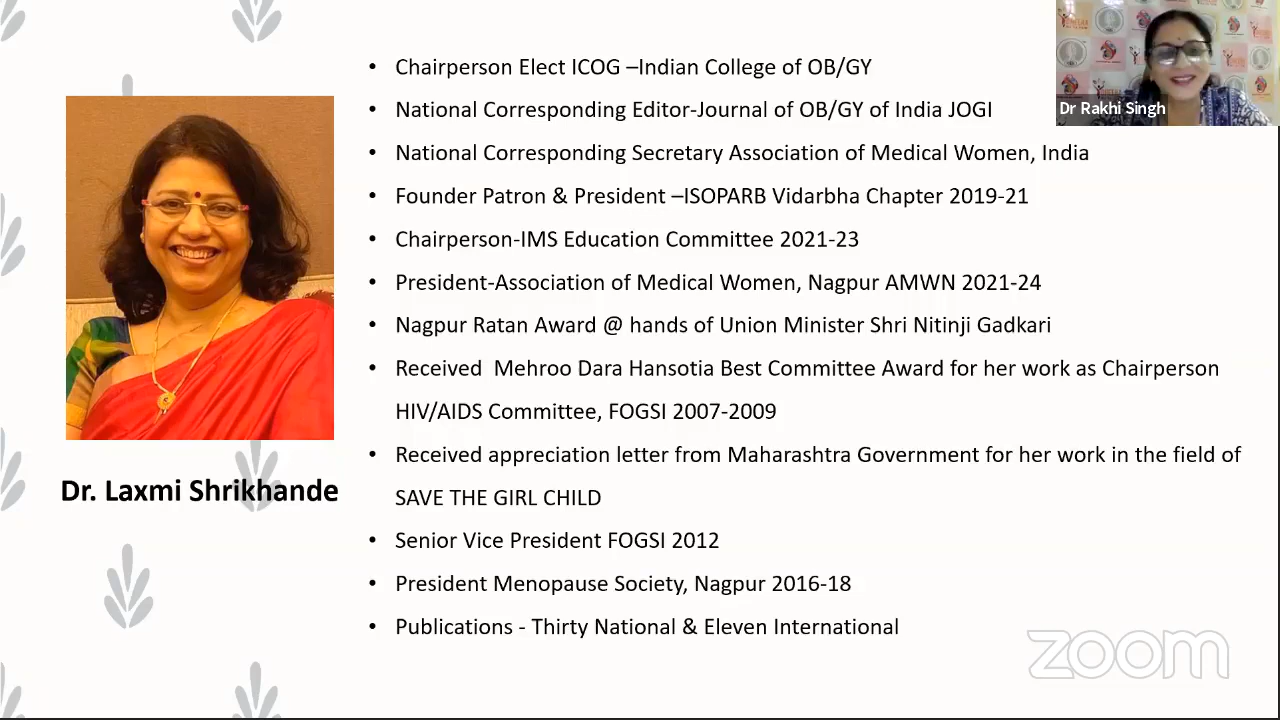 • Chairperson Elect ICOG –Indian College of OB/GY
• National Corresponding Editor-Journal of OB/GY of India JOGI
• National Corresponding Secretary Association of Medical Women, India
• Founder Patron & President –ISOPARB Vidarbha Chapter 2019-21
• Chairperson-IMS Education Committee 2021-23
• President-Association of Medical Women, Nagpur AMWN 2021-24
• Nagpur Ratan Award @ hands of Union Minister Shri Nitinji Gadkari
• Received  Mehroo Dara Hansotia Best Committee Award for her work as Chairperson
HIV/AIDS Committee, FOGSI 2007-2009
• Received appreciation letter from Maharashtra Government for her work in the field of
SAVE THE GIRL CHILD
• Senior Vice President FOGSI 2012
• President Menopause Society, Nagpur 2016-18
• Publications - Thirty National & Eleven International
Dr. Laxmi Shrikhande
Dr Rakhi Singh
zoom